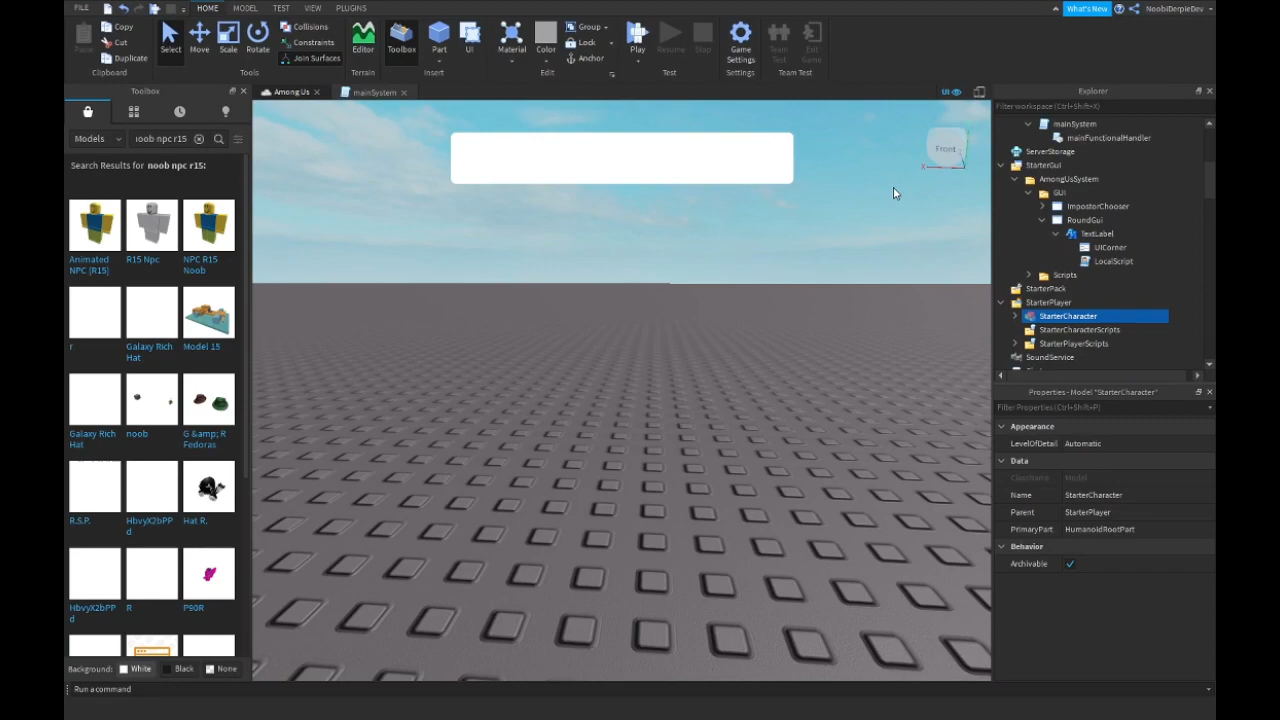 FILE HOME MODEL TEST VIEW PLUGINS What's New NoobiDerpieDev
Copy
Cut
Paste Duplicate
Clipboard
Select Move Scale Rotate
Collisions
Constraints
Join Surfaces
Tools
Editor
Terrain
Toolbox Part UI
Insert
Material Color
Group
Lock
Anchor
Edit
Play Resume Stop
Test
Game Settings
Settings
Team Test Exit Game
Team Test
Toolbox
Among Us mainSystem UI
Models noob npc r15
Search Results for noob npc r15:
Animated NPC (R15) R15 Npc NPC R15 Noob
r Galaxy Rich Hat Model 15
Galaxy Rich Hat noob G &amp; R Fedoras
R.S.P. HbvyX2bPPd Hat R.
HbvyX2bPPd R P90R
Background: White Black None
Run a command
Front
X
Explorer
Filter workspace (Ctrl+Shift+X)
mainSystem
mainFunctionalHandler
ServerStorage
StarterGui
AmongUsSystem
GUI
ImpostorChooser
RoundGui
TextLabel
UICorner
LocalScript
Scripts
StarterPack
StarterPlayer
StarterCharacter
StarterCharacterScripts
StarterPlayerScripts
SoundService
Properties - Model "StarterCharacter"
Filter Properties (Ctrl+Shift+P)
Appearance
LevelOfDetail Automatic
Data
ClassName Model
Name StarterCharacter
Parent StarterPlayer
PrimaryPart HumanoidRootPart
Behavior
Archivable